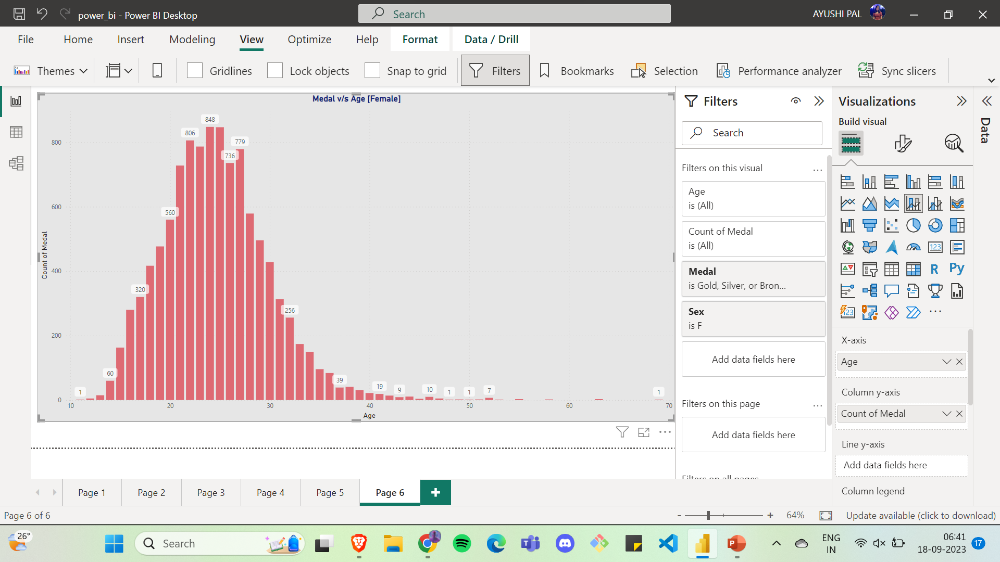 power_bi - Power BI Desktop
Search
AYUSHI PAL
File
Home
Insert
Modeling
View
Optimize
Help
Format
Data / Drill
Themes
Gridlines
Lock objects
Snap to grid
Filters
Bookmarks
Selection
Performance analyzer
Sync slicers
Medal v/s Age [Female]
Count of Medal
800
600
400
200
0
1
60
320
560
806
848
736
779
256
39
19
9
10
1
1
7
1
10
20
30
40
50
60
70
Age
Filters
Search
Filters on this visual
...
Age
is (All)
Count of Medal
is (All)
Medal
is Gold, Silver, or Bron...
Sex
is F
Add data fields here
Filters on this page
...
Add data fields here
Filters on all pages
Visualizations
Build visual
123
R
Py
123
...
X-axis
Age
Column y-axis
Count of Medal
Line y-axis
Add data fields here
Column legend
Data
Page 1
Page 2
Page 3
Page 4
Page 5
Page 6
+
Page 6 of 6
-
+
64%
Update available (click to download)
26°
Search
ENG
IN
06:41
18-09-2023
17